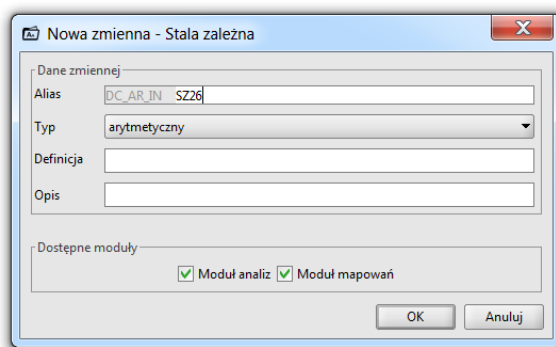 Nowa zmienna - Stala zależna
Dane zmiennej
Alias DC_AR_IN SZ26
Typ arytmetyczny
Definicja
Opis
Dostępne moduły
Moduł analiz Moduł mapowań
OK Anuluj